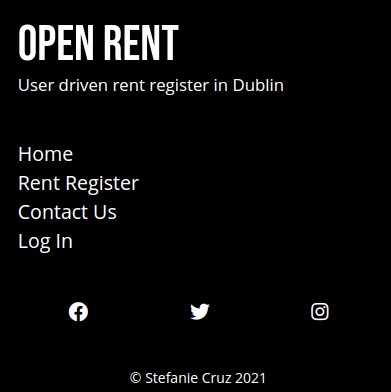 OPEN RENT
User driven rent register in Dublin
Home
Rent Register
Contact Us
Log In
© Stefanie Cruz 2021